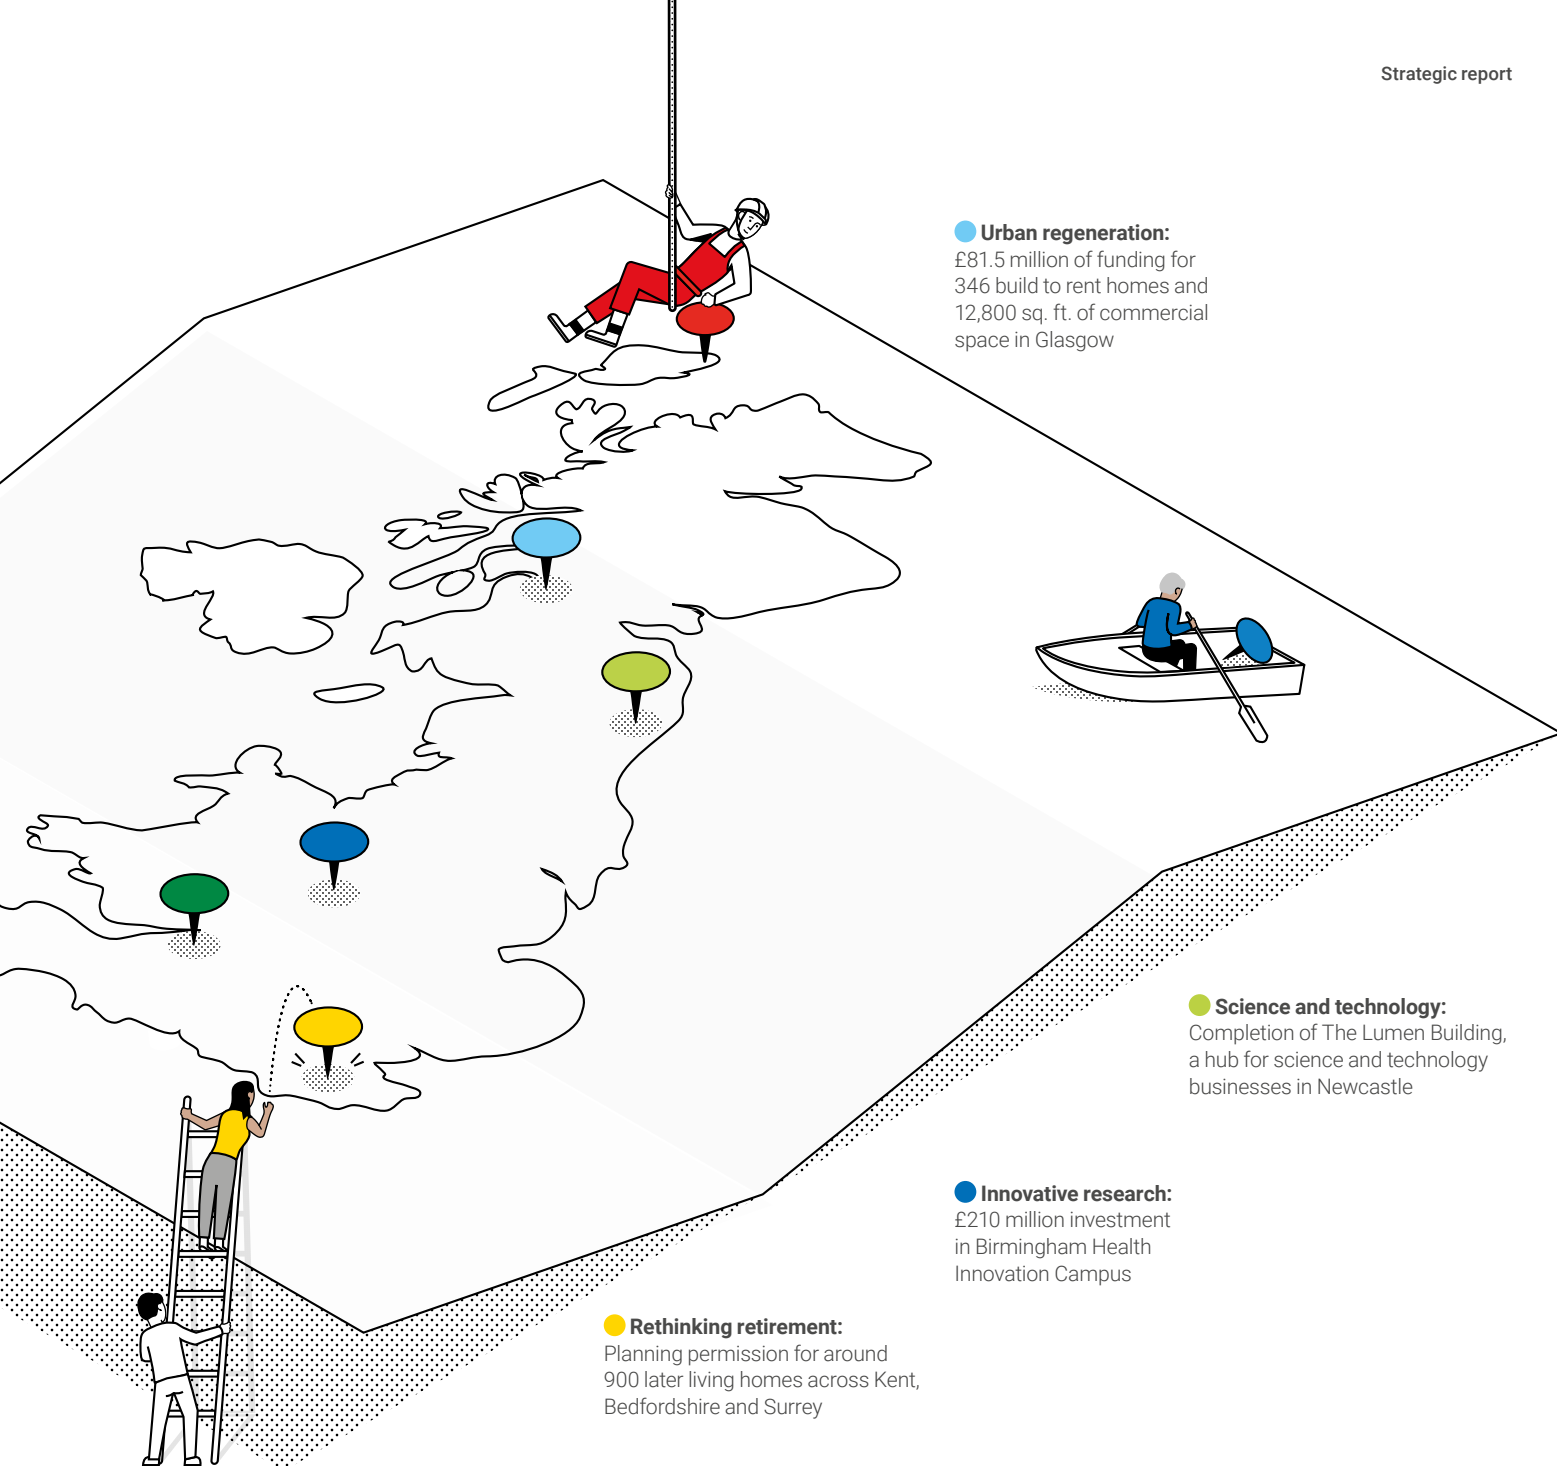 Strategic report
Urban regeneration:
£81.5 million of funding for
346 build to rent homes and
12,800 sq. ft. of commercial
space in Glasgow
Science and technology:
Completion of The Lumen Building,
a hub for science and technology
businesses in Newcastle
Innovative research:
£210 million investment
in Birmingham Health
Innovation Campus
Rethinking retirement:
Planning permission for around
900 later living homes across Kent,
Bedfordshire and Surrey